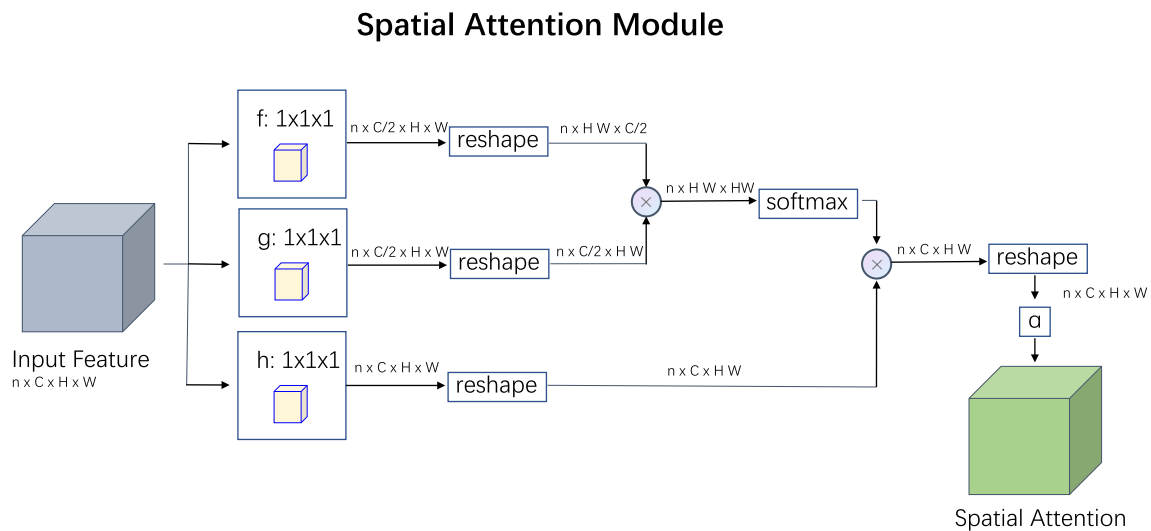 Spatial Attention Module
f: 1x1x1
n x C/2 x H x W
reshape
n x H W x C/2
×
n x H W x HW
softmax
g: 1x1x1
n x C/2 x H x W
reshape
n x C/2 x H W
×
n x C x H W
reshape
n x C x H x W
α
Input Feature
n x C x H x W
h: 1x1x1
n x C x H x W
reshape
n x C x H W
Spatial Attention